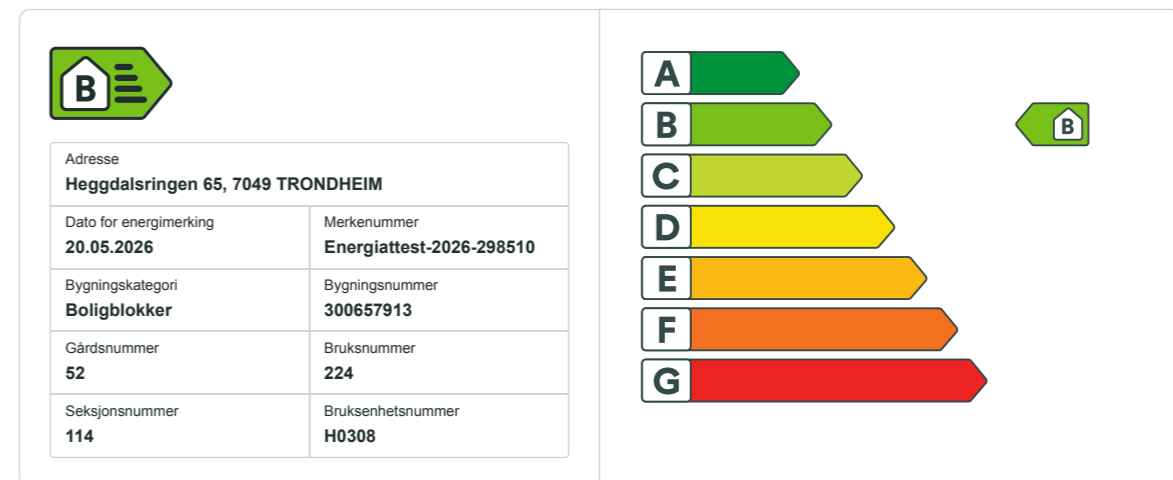 B
Adresse
Heggdalsringen 65, 7049 TRONDHEIM
Dato for energimerking
20.05.2026
Merkenummer
Energiattest-2026-298510
Bygningskategori
Boligblokker
Bygningsnummer
300657913
Gårdsnummer
52
Bruksnummer
224
Seksjonsnummer
114
Bruksenhetsnummer
H0308
A
B
B
C
D
E
F
G